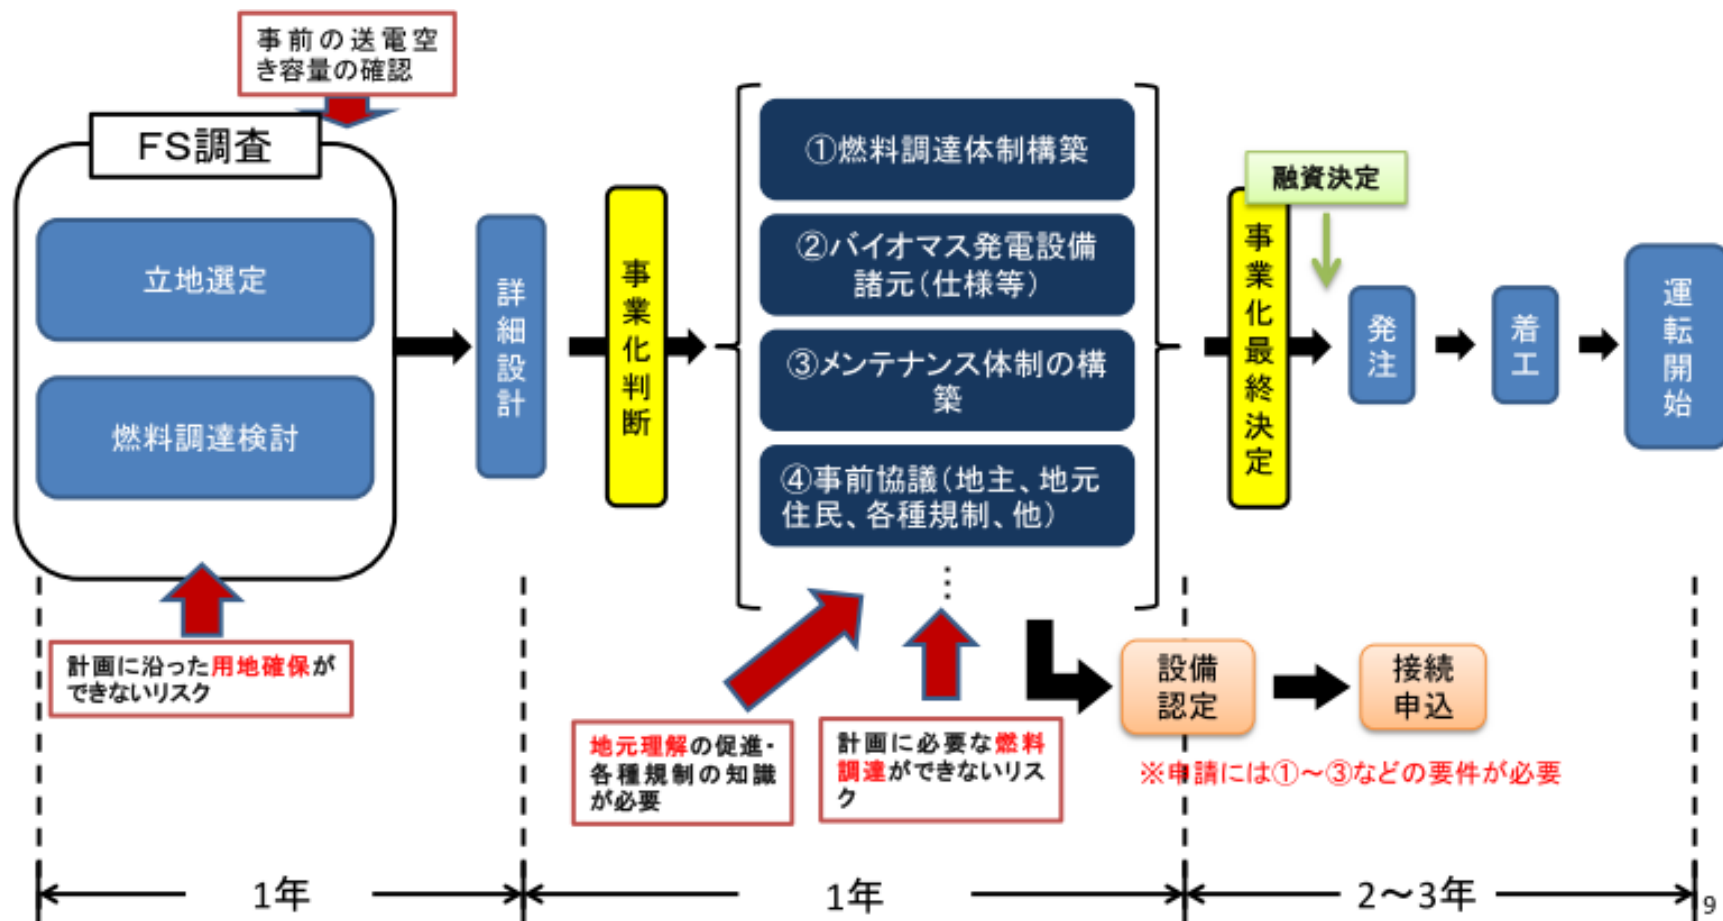 事前の送電空
き容量の確認
FS調査
立地選定
燃料調達検討
計画に沿った用地確保が
できないリスク
詳細設計
事業化判断
①燃料調達体制構築
②バイオマス発電設備
諸元(仕様等)
③メンテナンス体制の構
築
④事前協議(地主、地元
住民、各種規制、他)
⋮
地元理解の促進・
各種規制の知識
が必要
計画に必要な燃料
調達ができないリス
ク
融資決定
事業化最終決定
発注
着工
運転開始
設備
認定
接続
申込
※申請には①～③などの要件が必要
1年
1年
2～3年
9